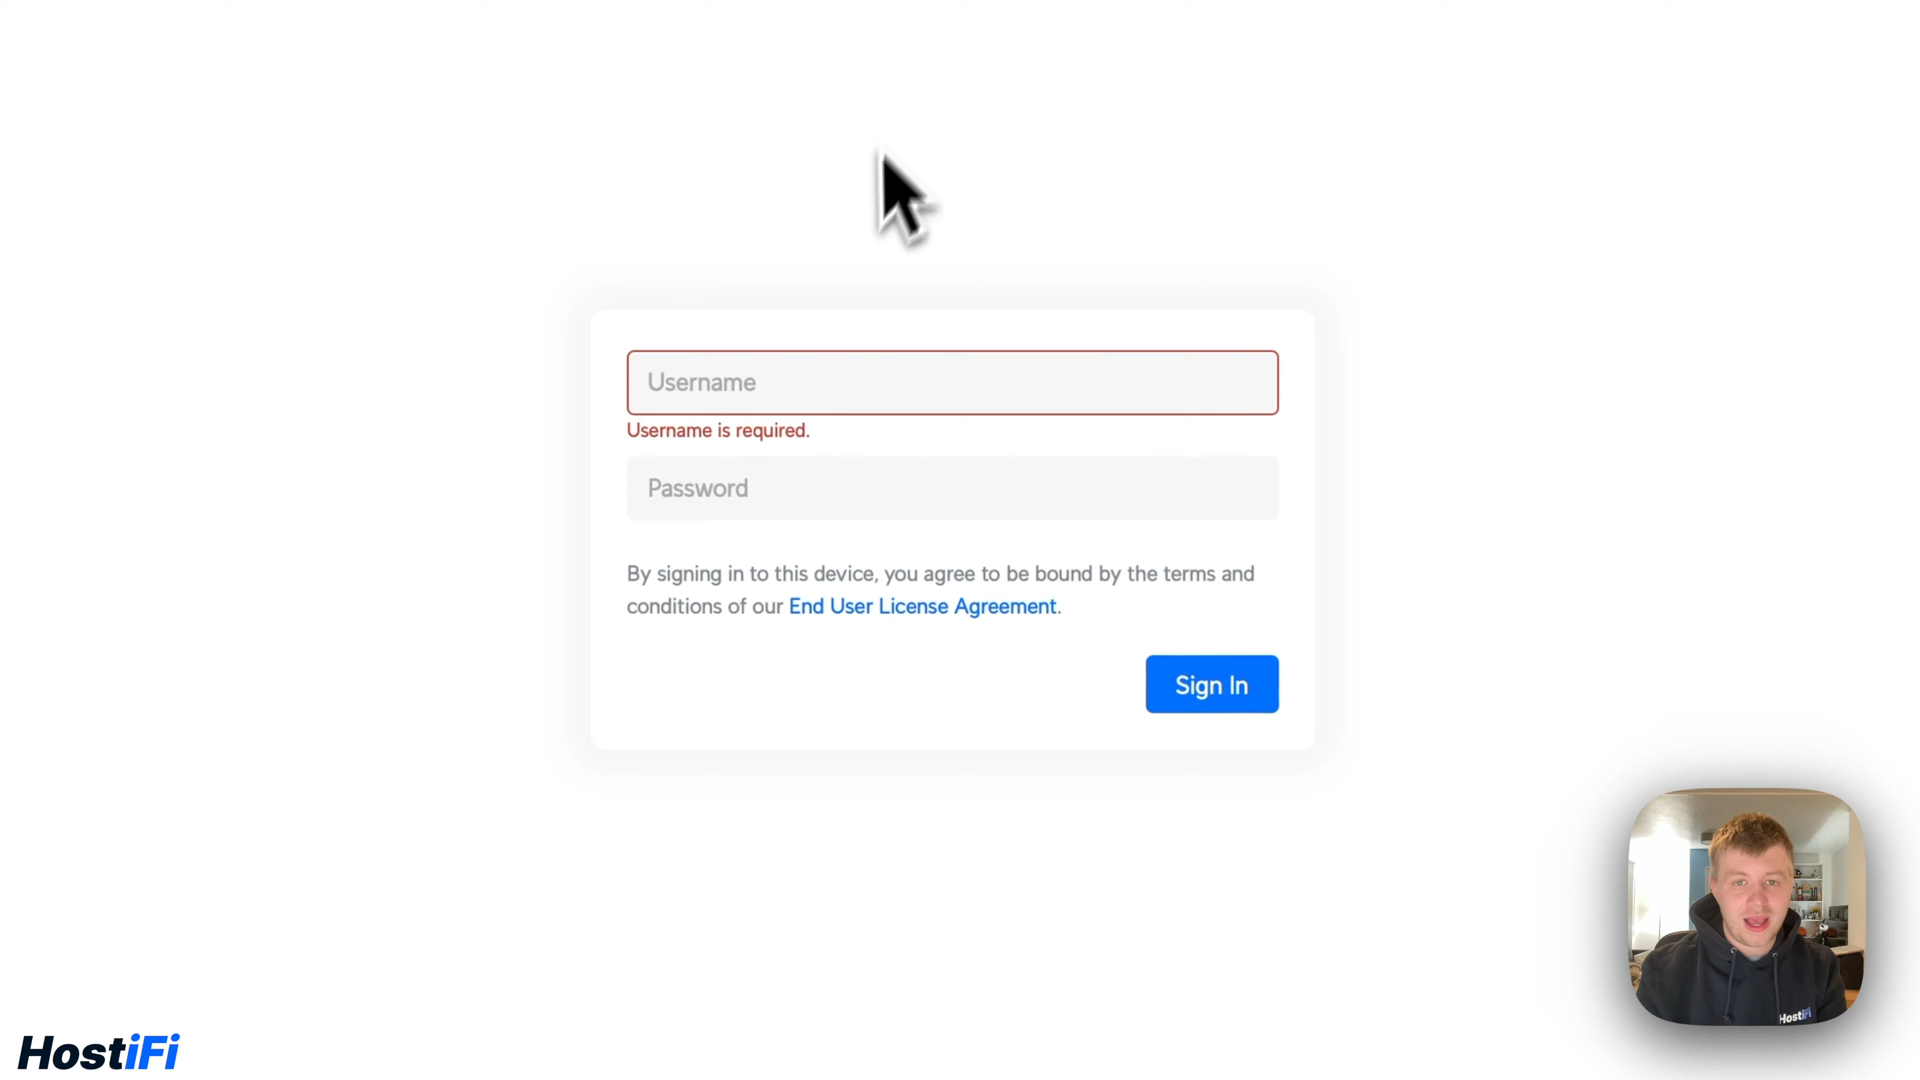 Username
Username is required.
Password
By signing in to this device, you agree to be bound by the terms and
conditions of our End User License Agreement.
Sign In
HostiFi
HostiFi